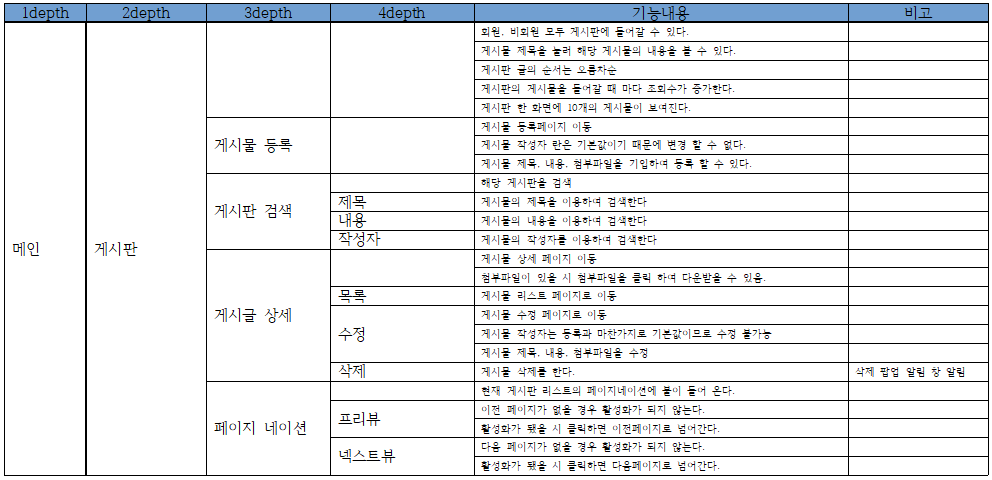 1depth 2depth 3depth 4depth 기능내용 비고
회원, 비회원 모두 게시판에 들어갈 수 있다.
게시물 제목을 눌러 해당 게시물의 내용을 볼 수 있다.
게시판 글의 순서는 오름차순
게시판의 게시물을 들어갈 때 마다 조회수가 증가한다.
게시판 한 화면에 10개의 게시물이 보여진다.
게시물 등록페이지 이동
게시물 등록
게시물 작성자 란은 기본값이기 때문에 변경 할 수 없다.
게시물 제목, 내용, 첨부파일을 기입하여 등록 할 수 있다.
해당 게시판을 검색
게시판 검색
제목 게시물의 제목을 이용하여 검색한다
내용 게시물의 내용을 이용하여 검색한다
작성자 게시물의 작성자를 이용하여 검색한다
메인 게시판
게시물 상세 페이지 이동
첨부파일이 있을 시 첨부파일을 클릭 하여 다운받을 수 있음.
목록 게시물 리스트 페이지로 이동
게시글 상세
게시물 수정 페이지로 이동
수정 게시물 작성자는 등록과 마찬가지로 기본값이므로 수정 불가능
게시물 제목, 내용, 첨부파일을 수정
삭제 게시물 삭제를 한다. 삭제 팝업 알림 창 알림
현재 게시판 리스트의 페이지네이션에 불이 들어 온다.
페이지 네이션
프리뷰 이전 페이지가 없을 경우 활성화가 되지 않는다.
활성화가 됐을 시 클릭하면 이전페이지로 넘어간다.
넥스트뷰 다음 페이지가 없을 경우 활성화가 되지 않는다.
활성화가 됐을 시 클릭하면 다음페이지로 넘어간다.